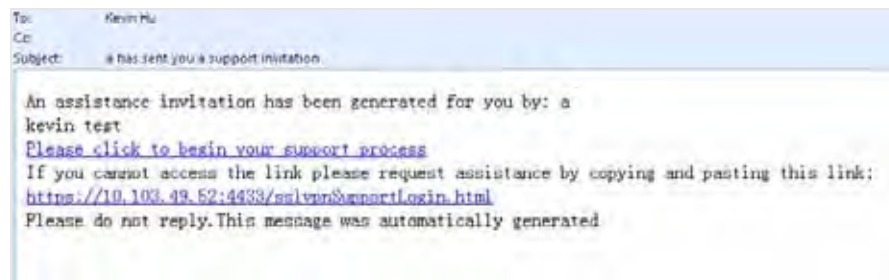 To: Kevin Hu
Cc:
Subject: a has sent you a support invitation
An assistance invitation has been generated for you by: a
kevin test
Please click to begin your support process
If you cannot access the link please request assistance by copying and pasting this link:
https://10.103.49.52:4433/sslvpnSupportLogin.html
Please do not reply.This message was automatically generated